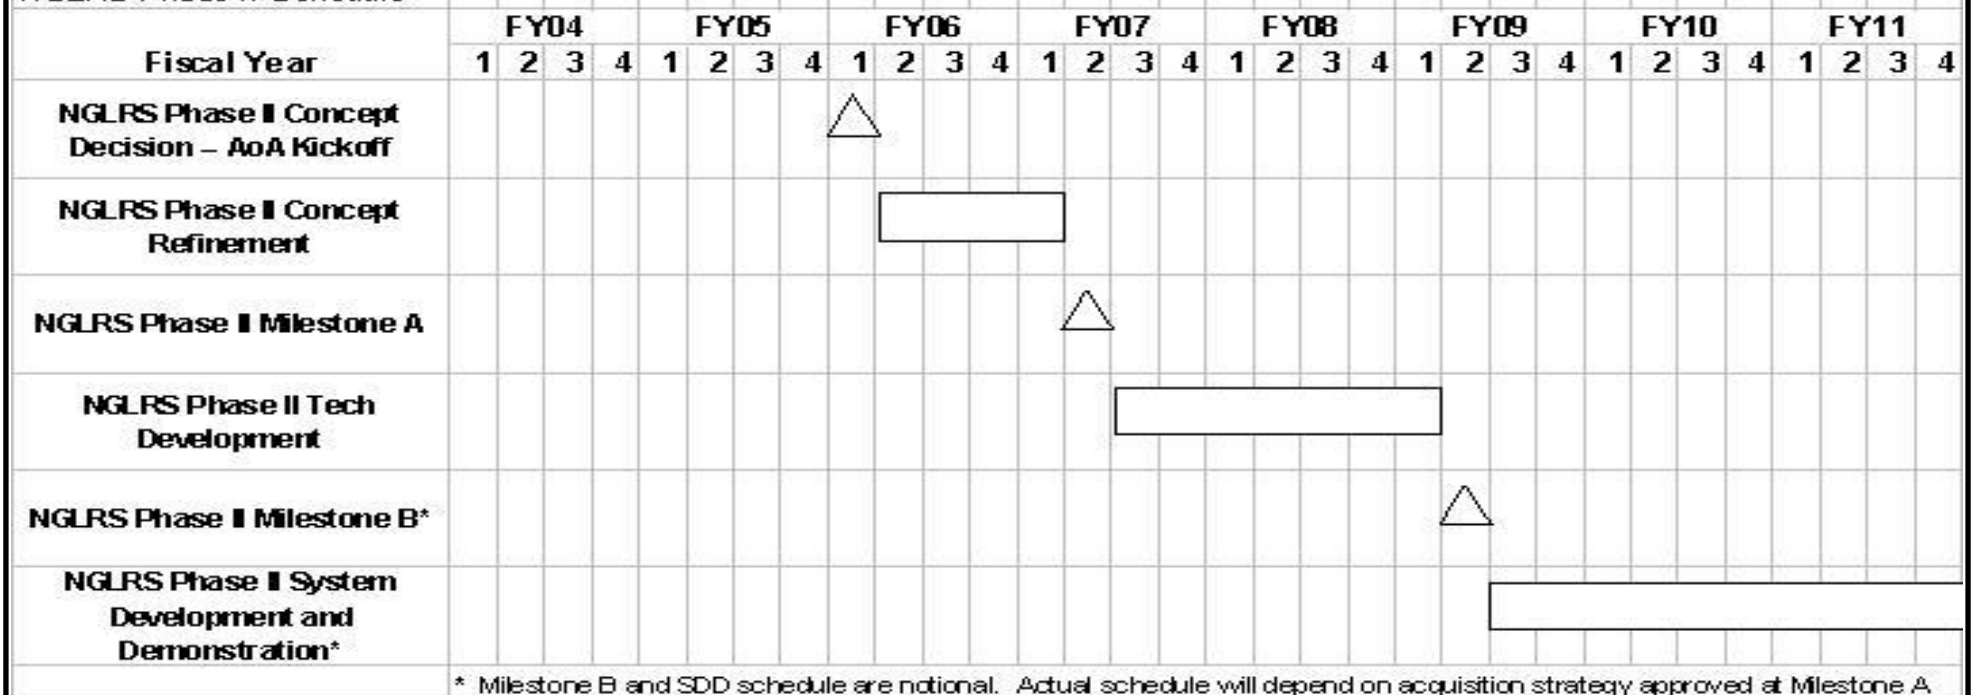 FY04 FY05 FY06 FY07 FY08 FY09 FY10 FY11
Fiscal Year 1 2 3 4 1 2 3 4 1 2 3 4 1 2 3 4 1 2 3 4 1 2 3 4 1 2 3 4 1 2 3 4
NGLRS Phase II Concept
Decision – AoA Kickoff
NGLRS Phase II Concept
Refinement
NGLRS Phase II Milestone A
NGLRS Phase II Tech
Development
NGLRS Phase II Milestone B*
NGLRS Phase II System
Development and
Demonstration*
* Milestone B and SDD schedule are notional. Actual schedule will depend on acquisition strategy approved at Milestone A